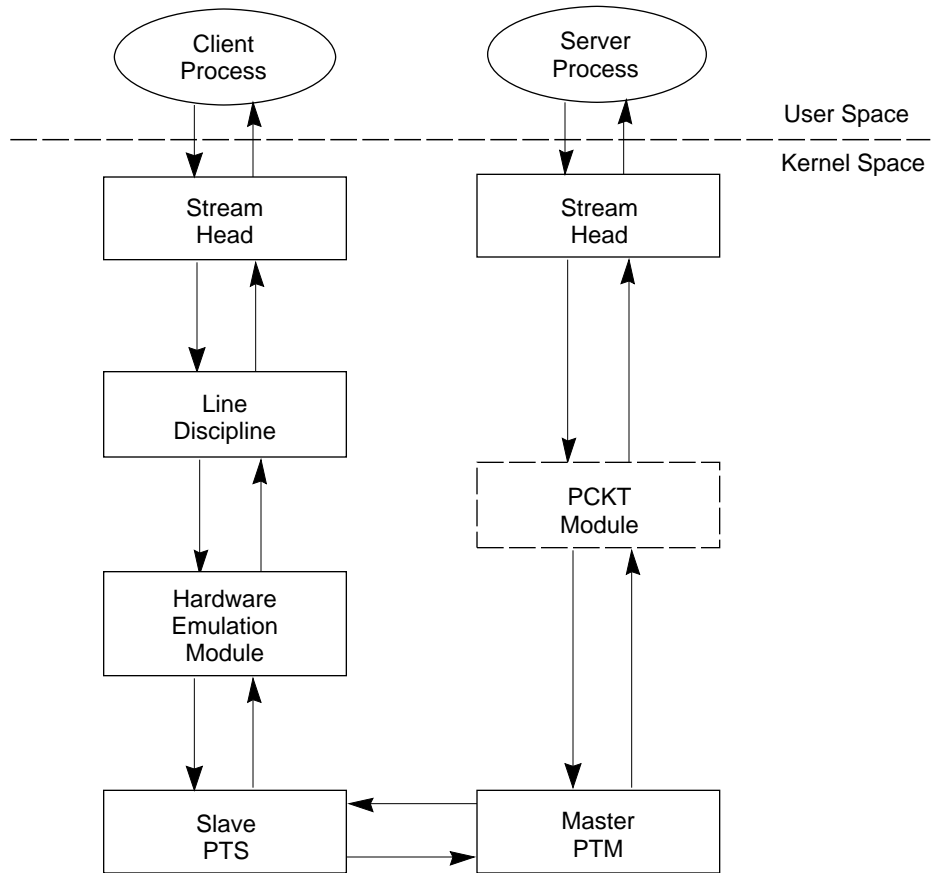 Client
Process
Server
Process
User Space
Kernel Space
Stream
Head
Stream
Head
Line
Discipline
PCKT
Module
Hardware
Emulation
Module
Slave
PTS
Master
PTM